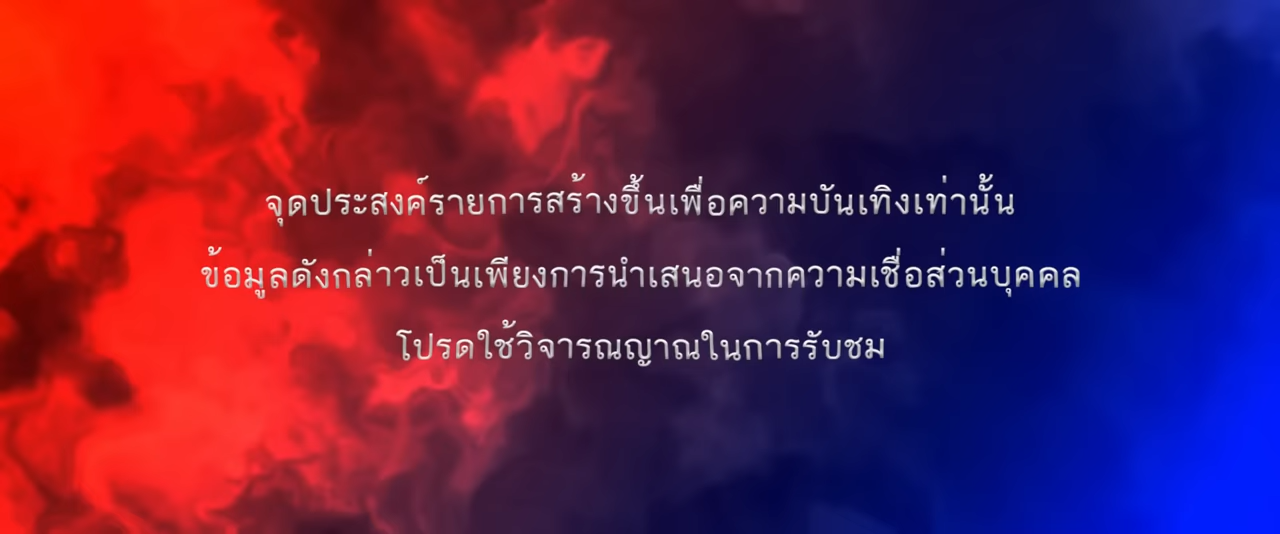 จุดประสงค์รายการสร้างขึ้นเพื่อความบันเทิงเท่านั้น
ข้อมูลดังกล่าวเป็นเพียงการนำเสนอจากความเชื่อส่วนบุคคล
โปรดใช้วิจารณญาณในการรับชม